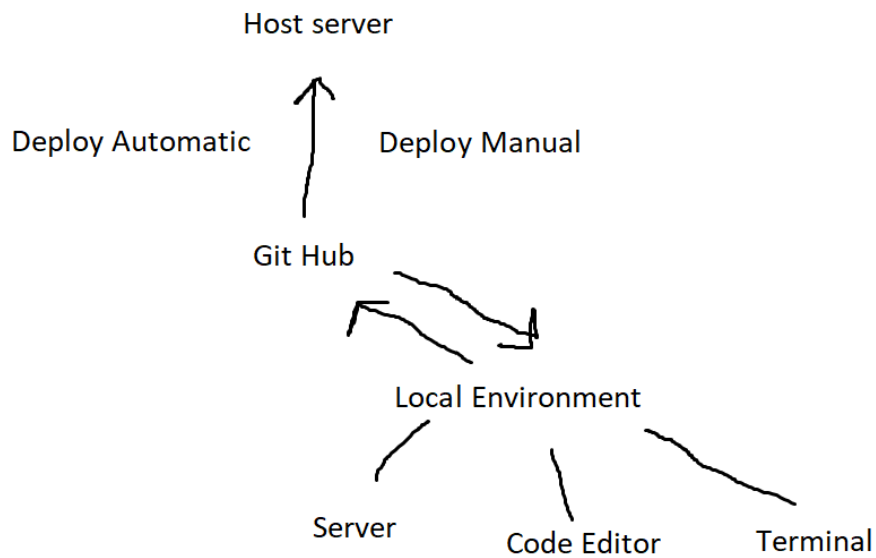 Host server
Deploy Automatic
Deploy Manual
Git Hub
Local Environment
Server
Code Editor
Terminal